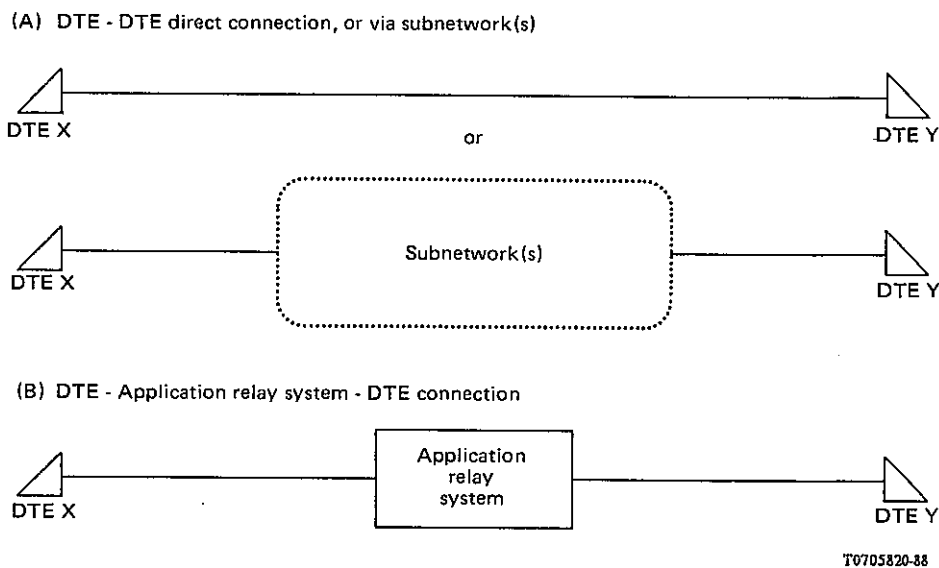 (A) DTE - DTE direct connection, or via subnetwork(s)
DTE X
DTE Y
or
Subnetwork(s)
DTE X
DTE Y
(B) DTE - Application relay system - DTE connection
Application
relay
system
DTE X
DTE Y
T0705820-88